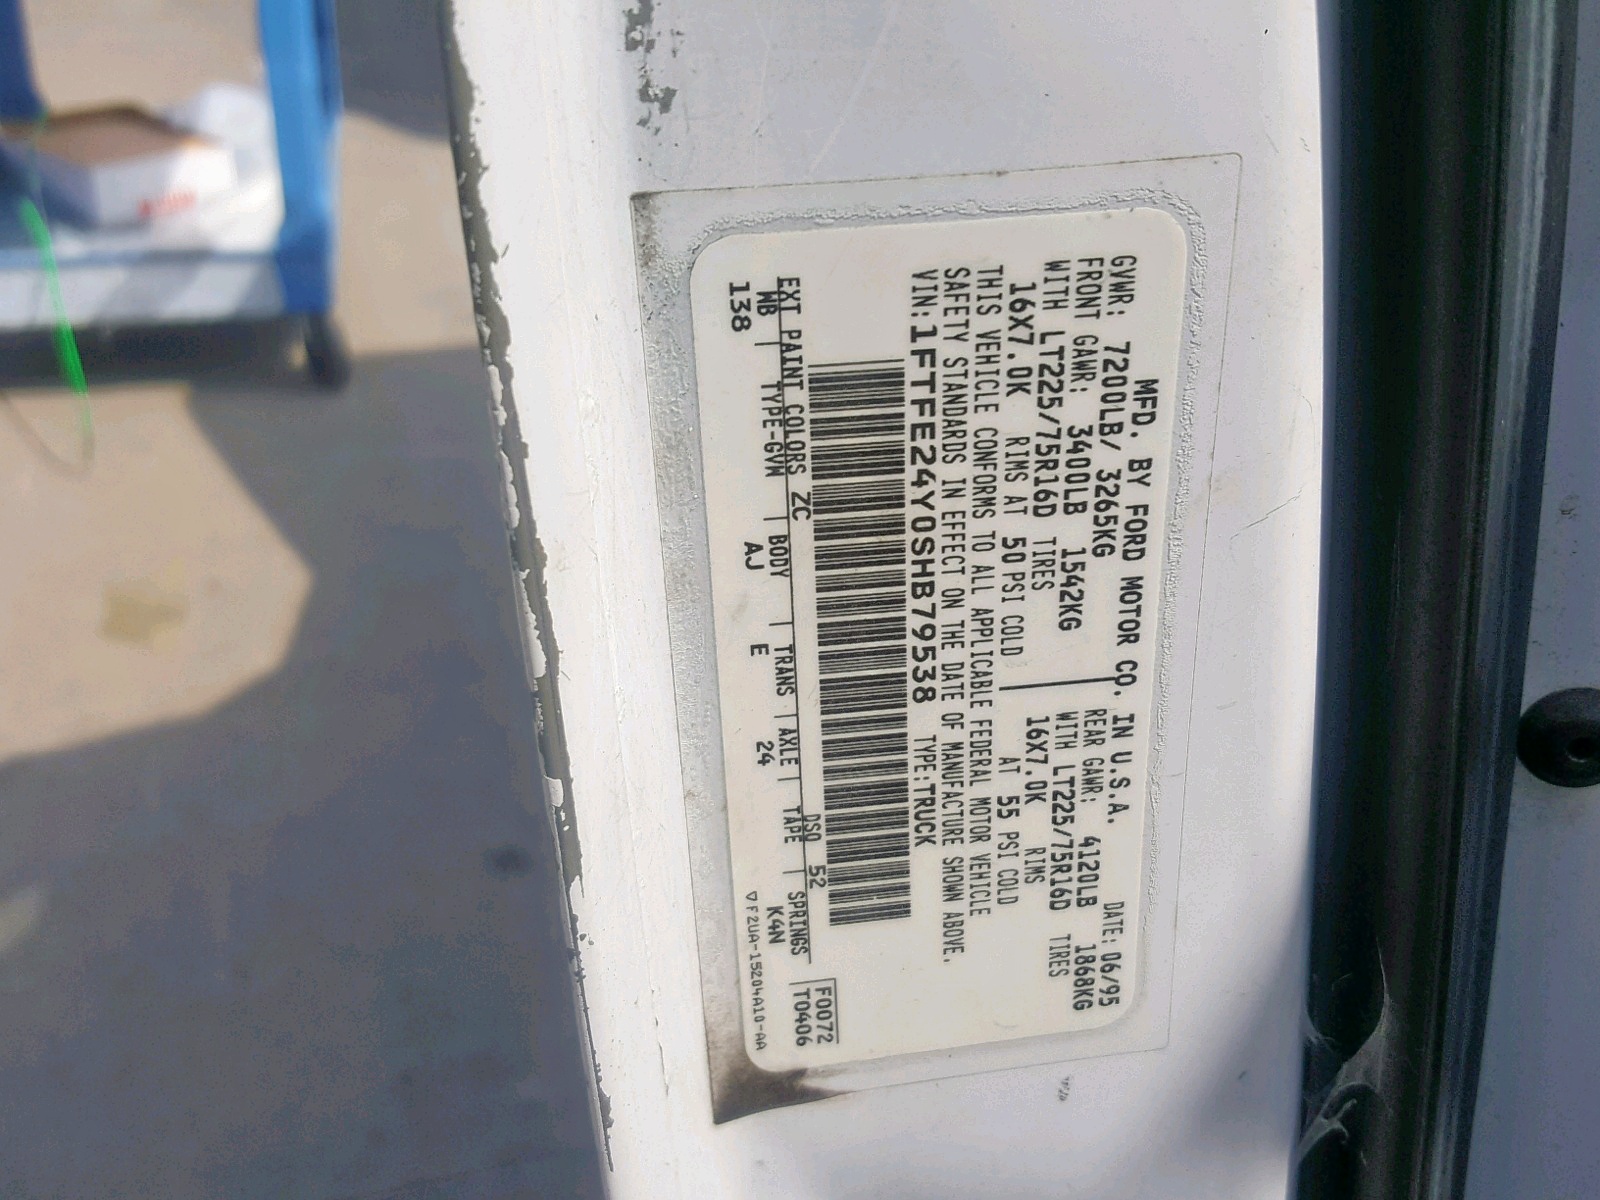 MFD. BY FORD MOTOR CO. IN U.S.A.
DATE: 06/95
GVWR: 7200LB/ 3265KG
FRONT GAWR: 3400LB 1542KG
REAR GAWR: 4120LB 1868KG
WITH LT225/75R16D TIRES
WITH LT225/75R16D TIRES
16X7.0K RIMS AT 50 PSI COLD
16X7.0K RIMS AT 55 PSI COLD
THIS VEHICLE CONFORMS TO ALL APPLICABLE FEDERAL MOTOR VEHICLE
SAFETY STANDARDS IN EFFECT ON THE DATE OF MANUFACTURE SHOWN ABOVE.
VIN: 1FTFE24Y0SHB79538 TYPE: TRUCK
F0072
T0406
EXT PAINT COLORS ZC DSO 52
WB | TYPE-GVM | BODY | TRANS | AXLE | TAPE | SPRINGS
138 AJ E 24 K4N
▽F2UA-15204A10-AA